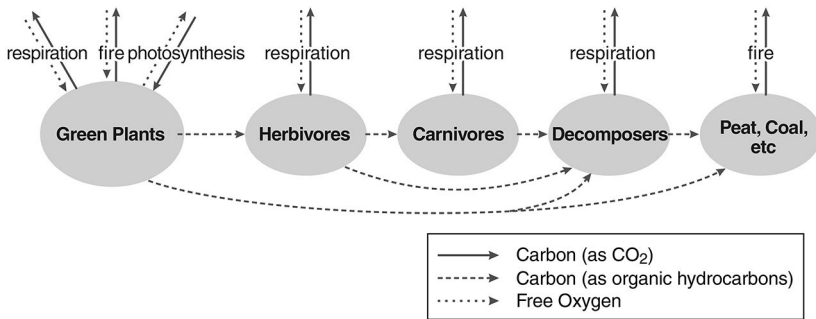 respiration
fire
photosynthesis
respiration
respiration
respiration
fire
Green Plants
Herbivores
Carnivores
Decomposers
Peat, Coal,
etc
Carbon (as CO₂)
Carbon (as organic hydrocarbons)
Free Oxygen